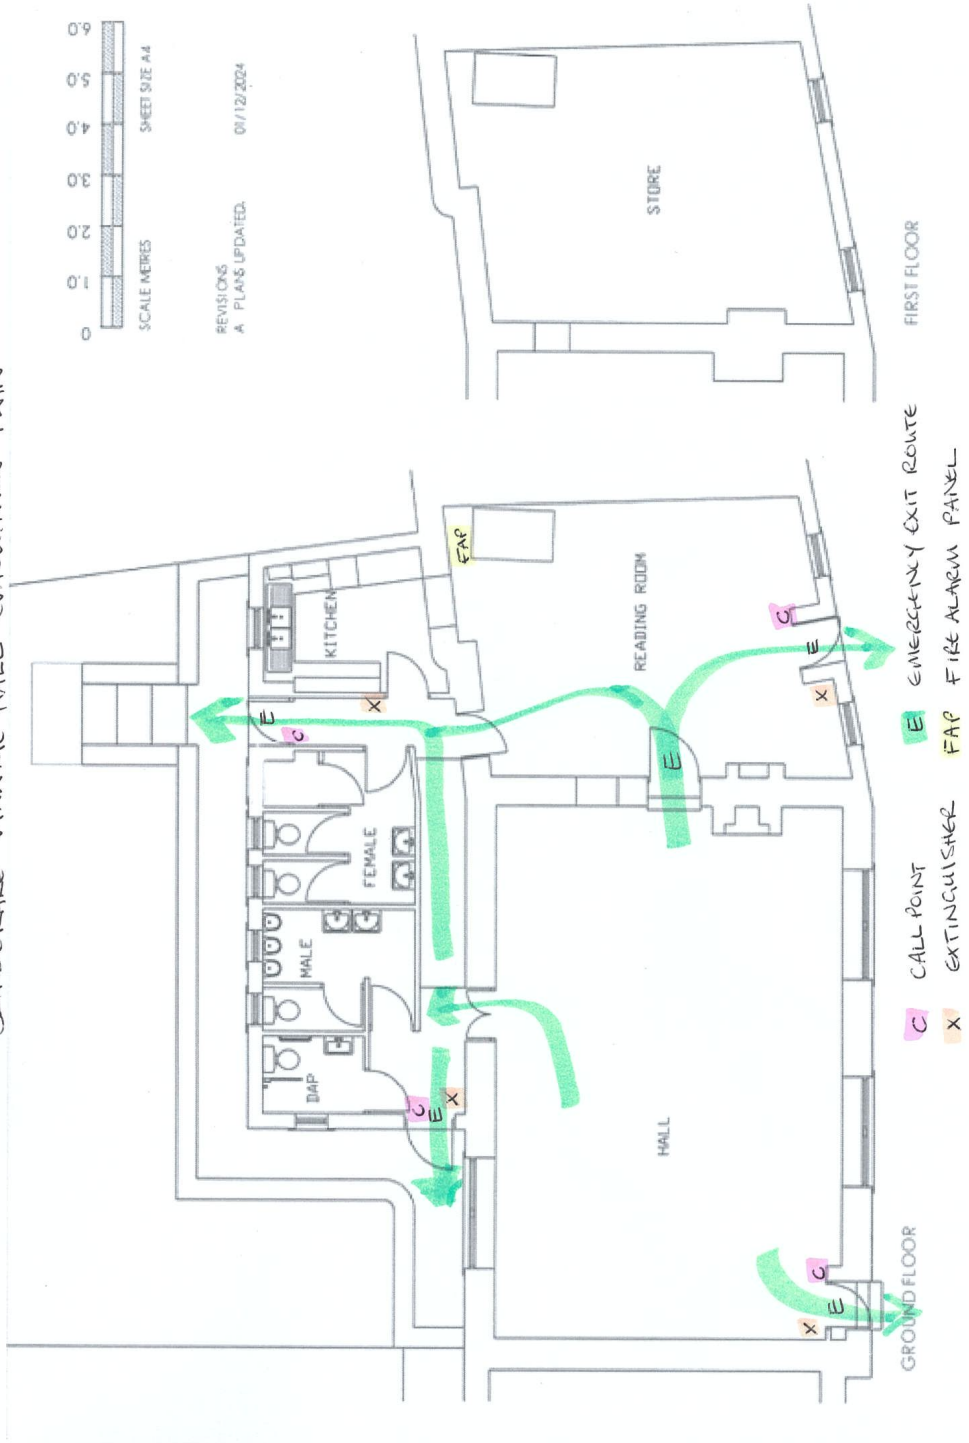 0 1.0 2.0 3.0 4.0 5.0 6.0
SCALE METRES
SHEET SIZE A4
REVISIONS
A PLANS UPDATED. 01/12/2024
KITCHEN
FAP
E
C
X
FEMALE
MALE
DAP
C
E
X
READING ROOM
E
C
E
X
HALL
C
E
X
STORE
GROUND FLOOR
FIRST FLOOR
C CALL POINT
X EXTINGUISHER
E EMERGENCY EXIT ROUTE
FAP FIRE ALARM PANEL